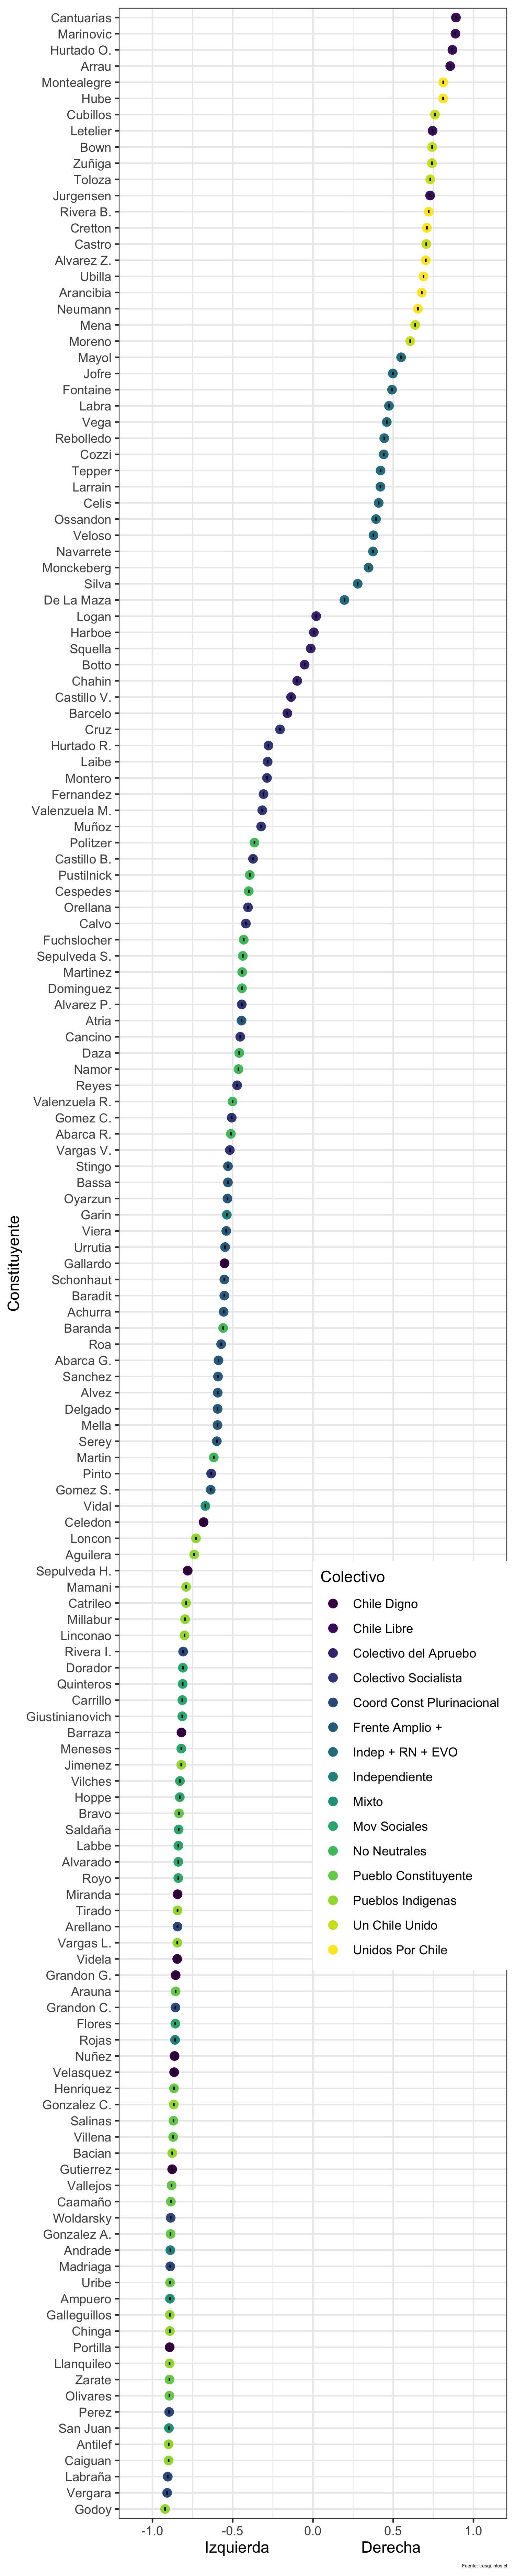 Cantuarias
Marinovic
Hurtado O.
Arrau
Montealegre
Hube
Cubillos
Letelier
Bown
Zuñiga
Toloza
Jurgensen
Rivera B.
Cretton
Castro
Alvarez Z.
Ubilla
Arancibia
Neumann
Mena
Moreno
Mayol
Jofre
Fontaine
Labra
Vega
Rebolledo
Cozzi
Tepper
Larrain
Celis
Ossandon
Veloso
Navarrete
Monckeberg
Silva
De La Maza
Logan
Harboe
Squella
Botto
Chahin
Castillo V.
Barcelo
Cruz
Hurtado R.
Laibe
Montero
Fernandez
Valenzuela M.
Muñoz
Politzer
Castillo B.
Pustilnick
Cespedes
Orellana
Calvo
Fuchslocher
Sepulveda S.
Martinez
Dominguez
Alvarez P.
Atria
Cancino
Daza
Namor
Reyes
Valenzuela R.
Gomez C.
Abarca R.
Vargas V.
Stingo
Bassa
Oyarzun
Garin
Viera
Urrutia
Gallardo
Schonhaut
Baradit
Achurra
Baranda
Roa
Abarca G.
Sanchez
Alvez
Delgado
Mella
Serey
Martin
Pinto
Gomez S.
Vidal
Celedon
Loncon
Aguilera
Sepulveda H.
Mamani
Catrileo
Millabur
Linconao
Rivera I.
Dorador
Quinteros
Carrillo
Giustinianovich
Barraza
Meneses
Jimenez
Vilches
Hoppe
Bravo
Saldaña
Labbe
Alvarado
Royo
Miranda
Tirado
Arellano
Vargas L.
Videla
Grandon G.
Arauna
Grandon C.
Flores
Rojas
Nuñez
Velasquez
Henriquez
Gonzalez C.
Salinas
Villena
Bacian
Gutierrez
Vallejos
Caamaño
Woldarsky
Gonzalez A.
Andrade
Madriaga
Uribe
Ampuero
Galleguillos
Chinga
Portilla
Llanquileo
Zarate
Olivares
Perez
San Juan
Antilef
Caiguan
Labraña
Vergara
Godoy
Constituyente
Colectivo
Chile Digno
Chile Libre
Colectivo del Apruebo
Colectivo Socialista
Coord Const Plurinacional
Frente Amplio +
Indep + RN + EVO
Independiente
Mixto
Mov Sociales
No Neutrales
Pueblo Constituyente
Pueblos Indigenas
Un Chile Unido
Unidos Por Chile
-1.0 -0.5 0.0 0.5 1.0
Izquierda Derecha
Fuente: tresquintos.cl